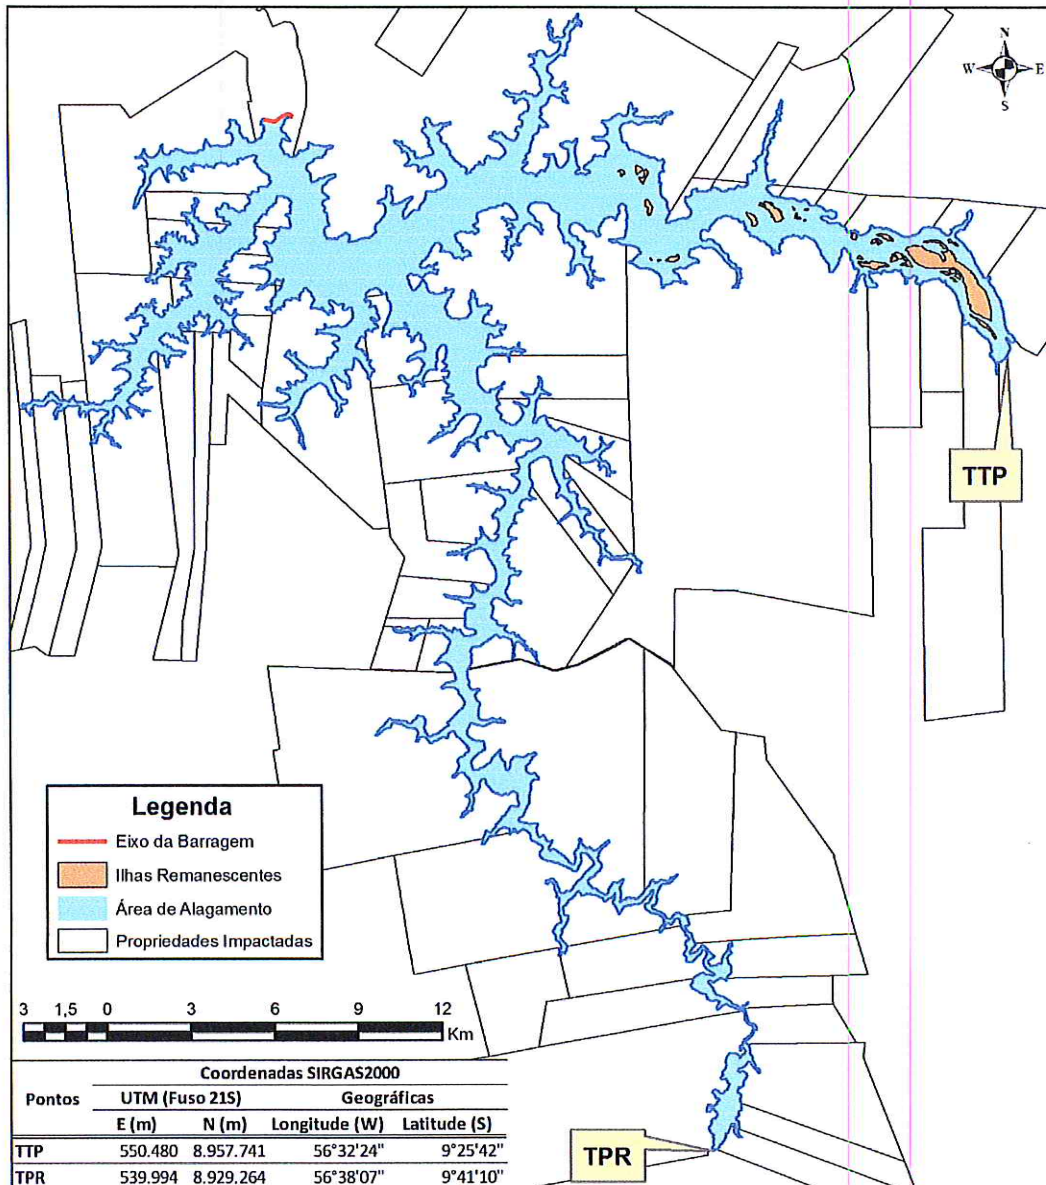 N
W E
S
TTP
Legenda
Eixo da Barragem
Ilhas Remanescentes
Área de Alagamento
Propriedades Impactadas
3 1,5 0 3 6 9 12
Km
Coordenadas SIRGAS2000
Pontos UTM (Fuso 21S) Geográficas
E (m) N (m) Longitude (W) Latitude (S)
TTP 550.480 8.957.741 56°32'24" 9°25'42"
TPR 539.994 8.929.264 56°38'07" 9°41'10"
TPR